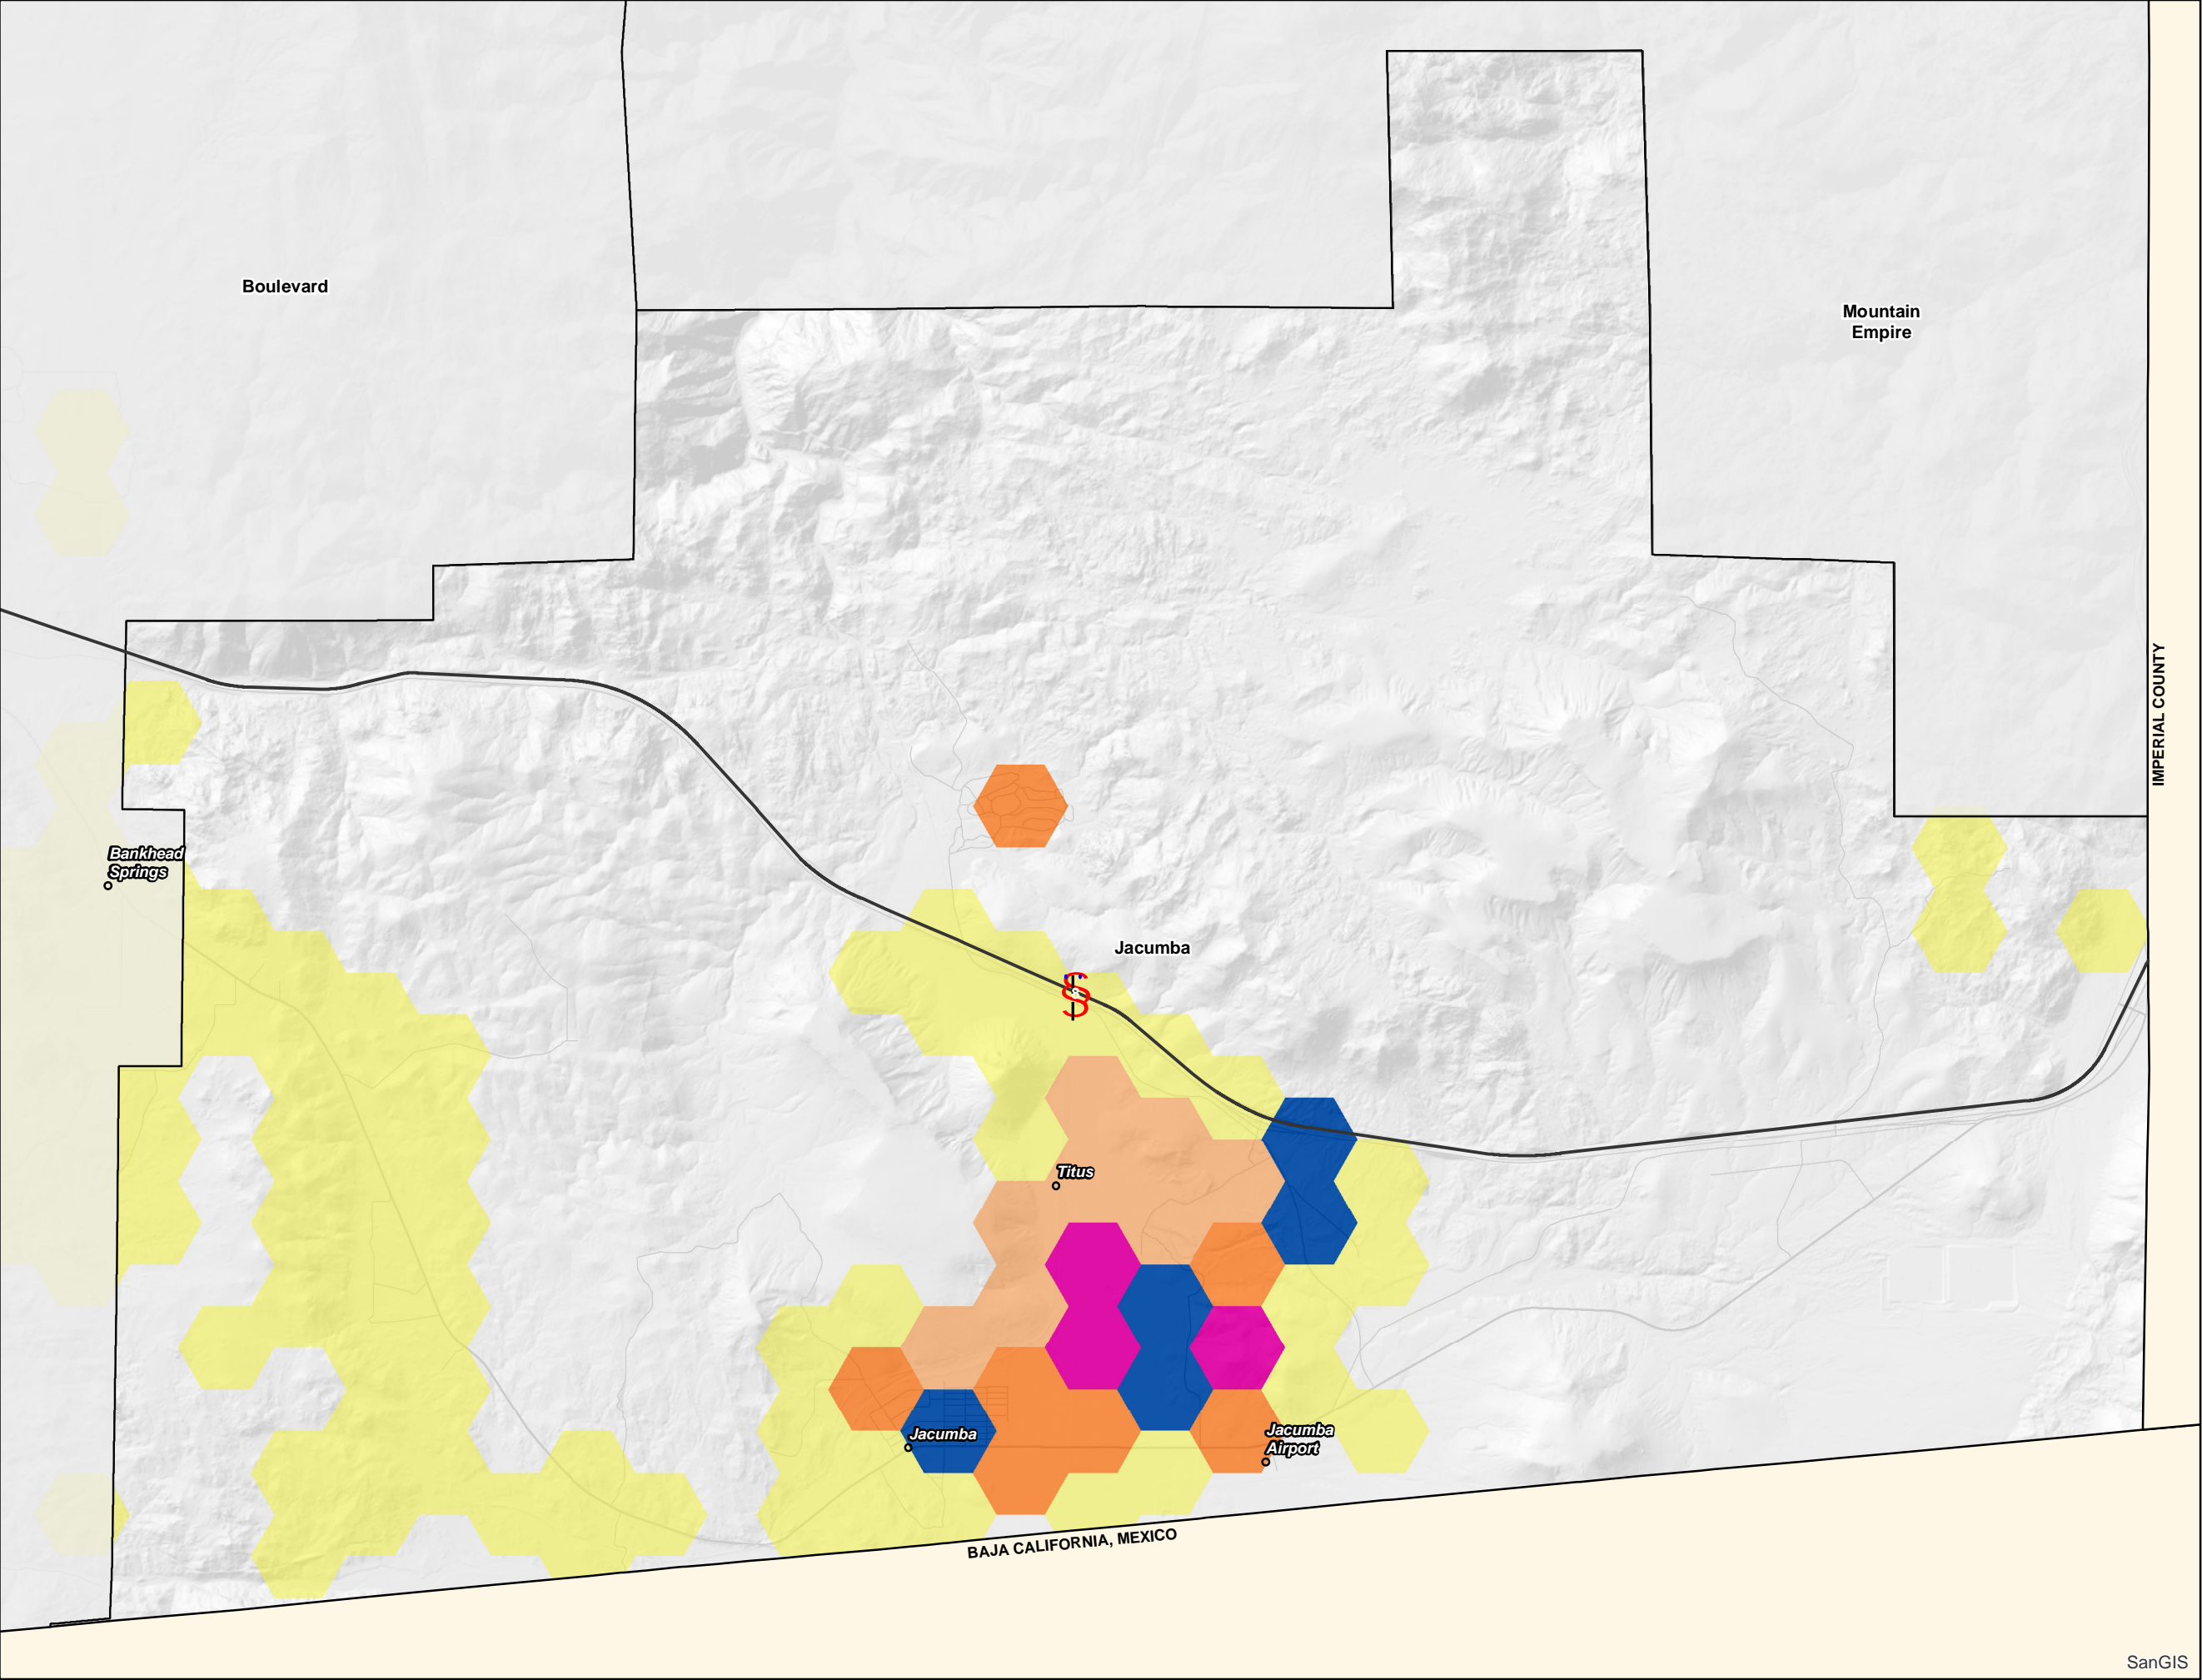 Boulevard
Mountain
Empire
IMPERIAL COUNTY
Bankhead
Springs
Jacumba
Titus
Jacumba
Jacumba
Airport
BAJA CALIFORNIA, MEXICO
SanGIS